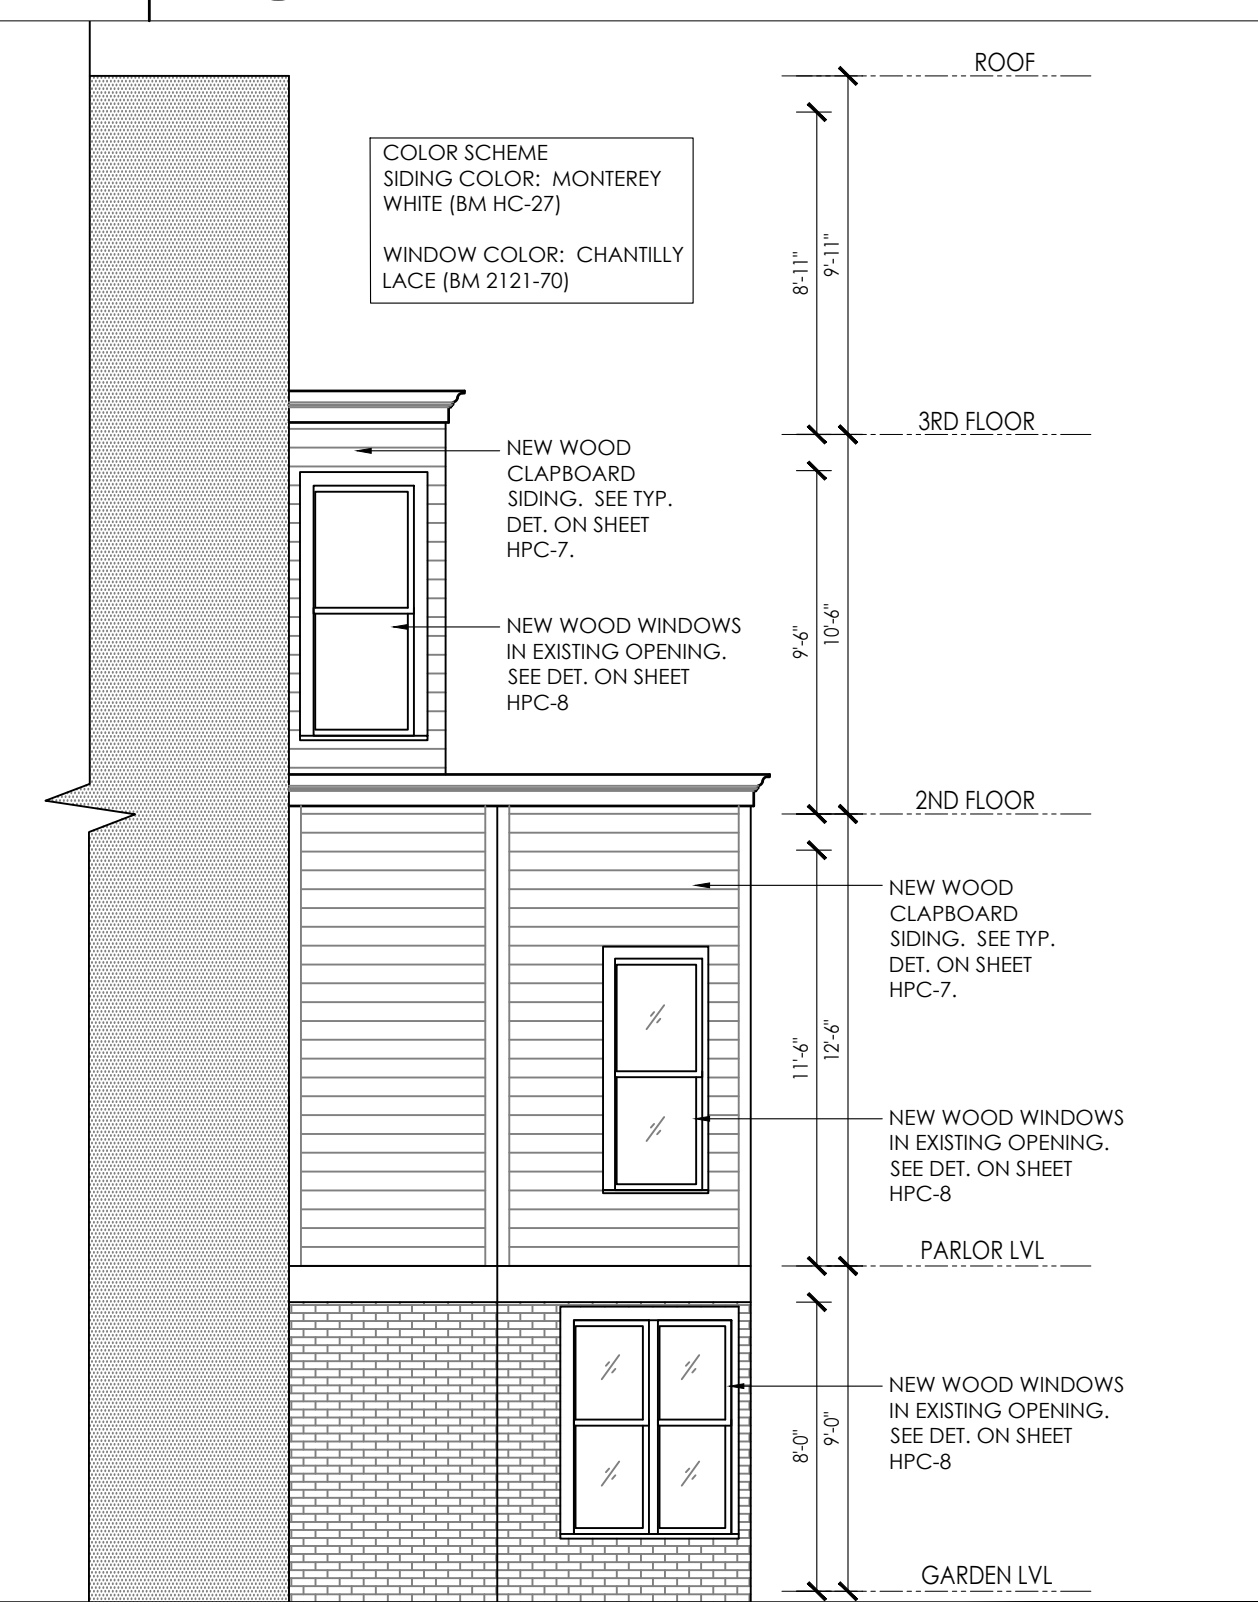 ROOF
COLOR SCHEME
SIDING COLOR: MONTEREY
WHITE (BM HC-27)
WINDOW COLOR: CHANTILLY
LACE (BM 2121-70)
8'-11"
9'-11"
3RD FLOOR
NEW WOOD
CLAPBOARD
SIDING. SEE TYP.
DET. ON SHEET
HPC-7.
9'-6"
10'-6"
NEW WOOD WINDOWS
IN EXISTING OPENING.
SEE DET. ON SHEET
HPC-8
2ND FLOOR
NEW WOOD
CLAPBOARD
SIDING. SEE TYP.
DET. ON SHEET
HPC-7.
11'-6"
12'-6"
NEW WOOD WINDOWS
IN EXISTING OPENING.
SEE DET. ON SHEET
HPC-8
PARLOR LVL
NEW WOOD WINDOWS
IN EXISTING OPENING.
SEE DET. ON SHEET
HPC-8
8'-0"
9'-0"
GARDEN LVL